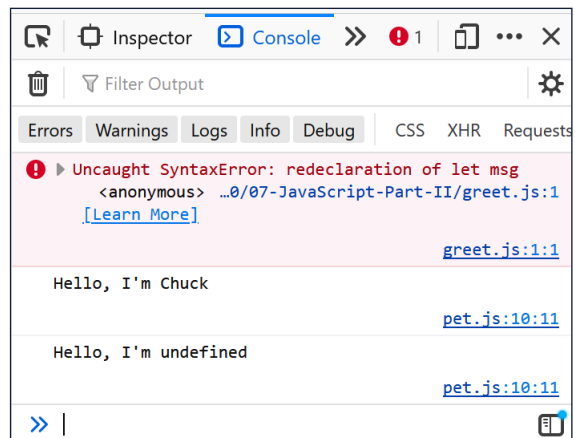 Inspector Console 1
Filter Output
Errors Warnings Logs Info Debug CSS XHR Requests
Uncaught SyntaxError: redeclaration of let msg
<anonymous> …0/07-JavaScript-Part-II/greet.js:1
[Learn More]
greet.js:1:1
Hello, I'm Chuck
pet.js:10:11
Hello, I'm undefined
pet.js:10:11